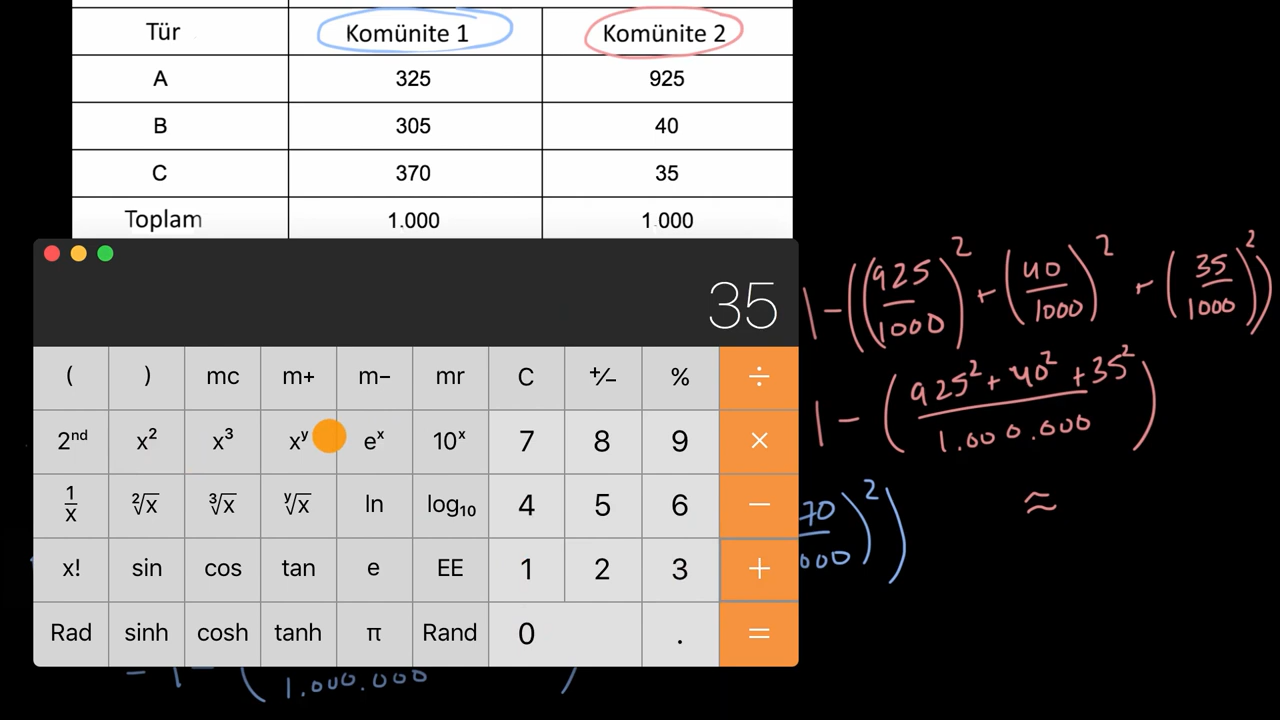 Tür Komünite 1 Komünite 2
A 325 925
B 305 40
C 370 35
Toplam 1.000 1.000
35
( ) mc m+ m- mr C ⁺∕₋ % ÷
2ⁿᵈ x² x³ xʸ eˣ 10ˣ 7 8 9 ×
1/x ²√x ³√x ʸ√x ln log₁₀ 4 5 6 −
x! sin cos tan e EE 1 2 3 +
Rad sinh cosh tanh π Rand 0 . =
1-((925/1000)²+(40/1000)²+(35/1000)²)
1-(925²+40²+35²/1.000.000)
≈
70/000)²)
= 1 - ( 1.000.000 )